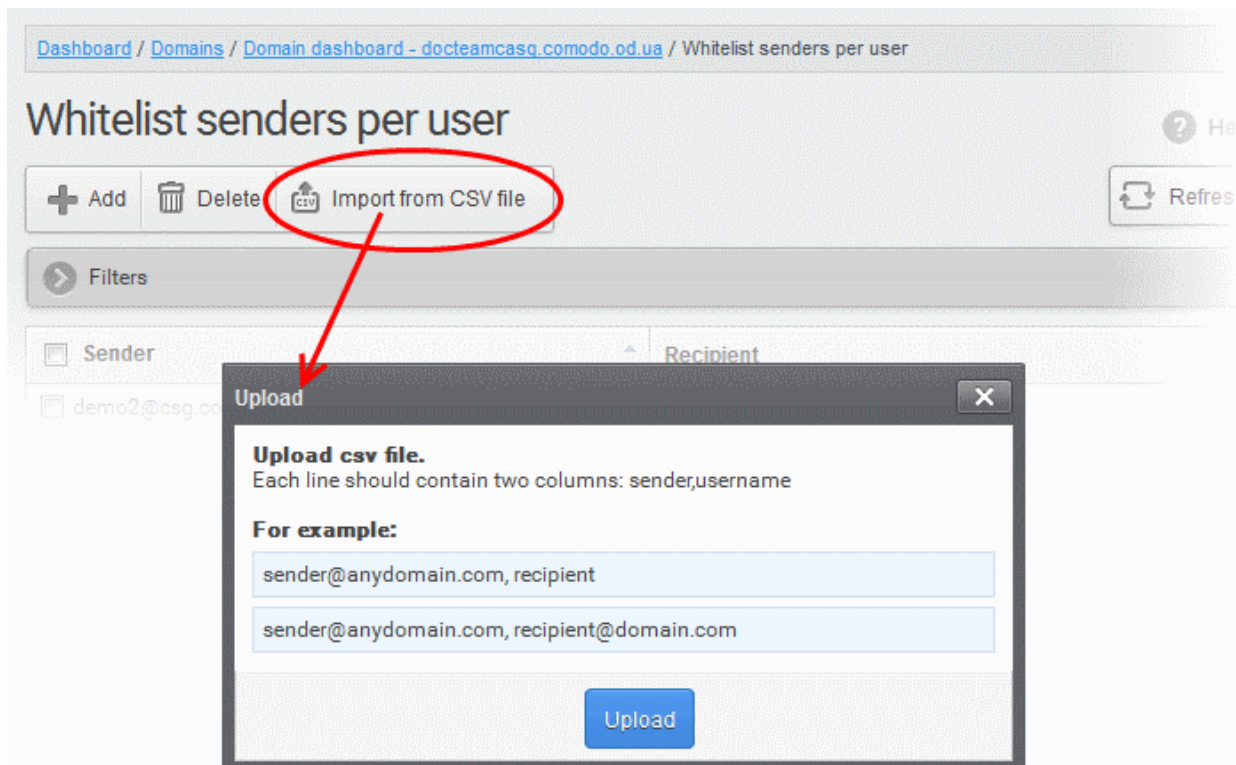 Dashboard / Domains / Domain dashboard - docteamcasg.comodo.od.ua / Whitelist senders per user
Whitelist senders per user
Add Delete CSV Import from CSV file
Filters
Sender Recipient
Upload
Upload csv file.
Each line should contain two columns: sender,username
For example:
sender@anydomain.com, recipient
sender@anydomain.com, recipient@domain.com
Upload